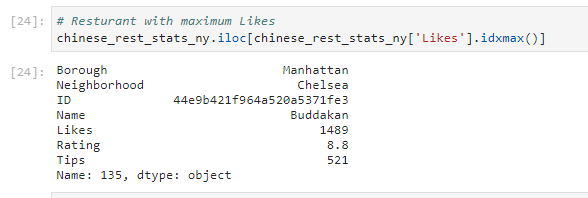 [24]: # Resturant with maximum Likes
chinese_rest_stats_ny.iloc[chinese_rest_stats_ny['Likes'].idxmax()]
[24]: Borough Manhattan
Neighborhood Chelsea
ID 44e9b421f964a520a5371fe3
Name Buddakan
Likes 1489
Rating 8.8
Tips 521
Name: 135, dtype: object